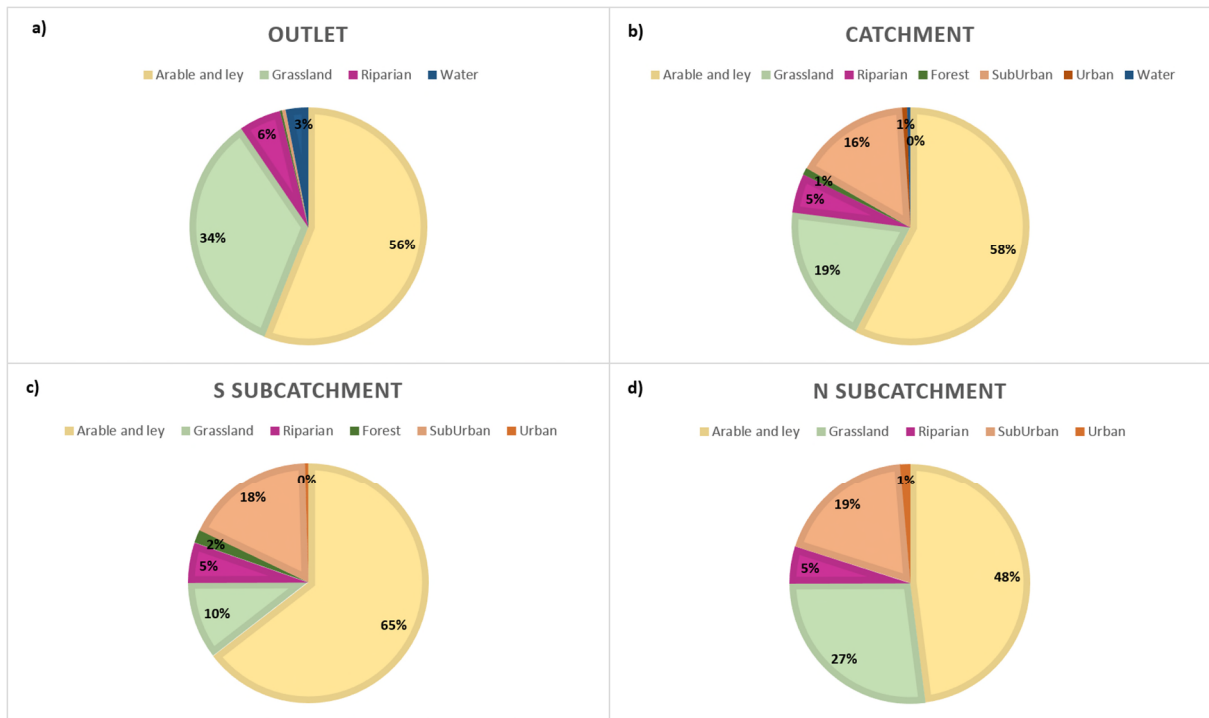 a)
OUTLET
Arable and ley Grassland Riparian Water
3%
6%
34%
56%
b)
CATCHMENT
Arable and ley Grassland Riparian Forest SubUrban Urban Water
1%
0%
16%
1%
5%
19%
58%
c)
S SUBCATCHMENT
Arable and ley Grassland Riparian Forest SubUrban Urban
0%
18%
2%
5%
10%
65%
d)
N SUBCATCHMENT
Arable and ley Grassland Riparian SubUrban Urban
1%
19%
5%
48%
27%